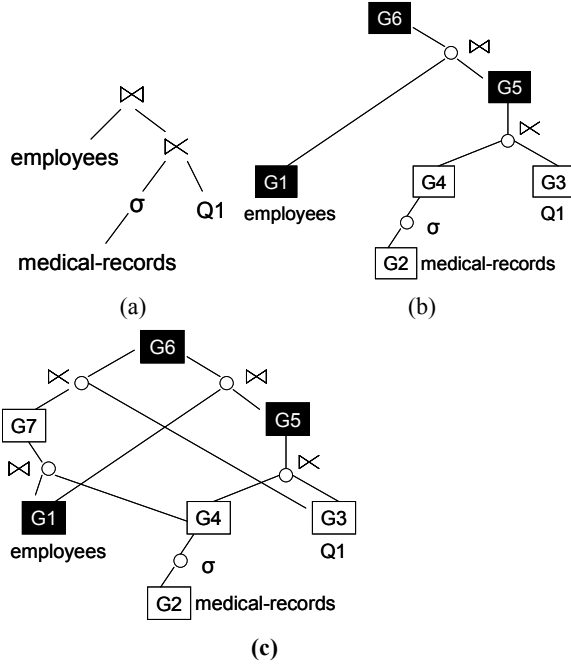 ⋈
employees
⋉
σ
Q1
medical-records
(a)
G6
⋈
G5
⋉
G1
employees
G4
G3
Q1
σ
G2 medical-records
(b)
G6
⋉
⋈
G7
G5
⋈
⋉
G1
employees
G4
G3
Q1
σ
G2 medical-records
(c)